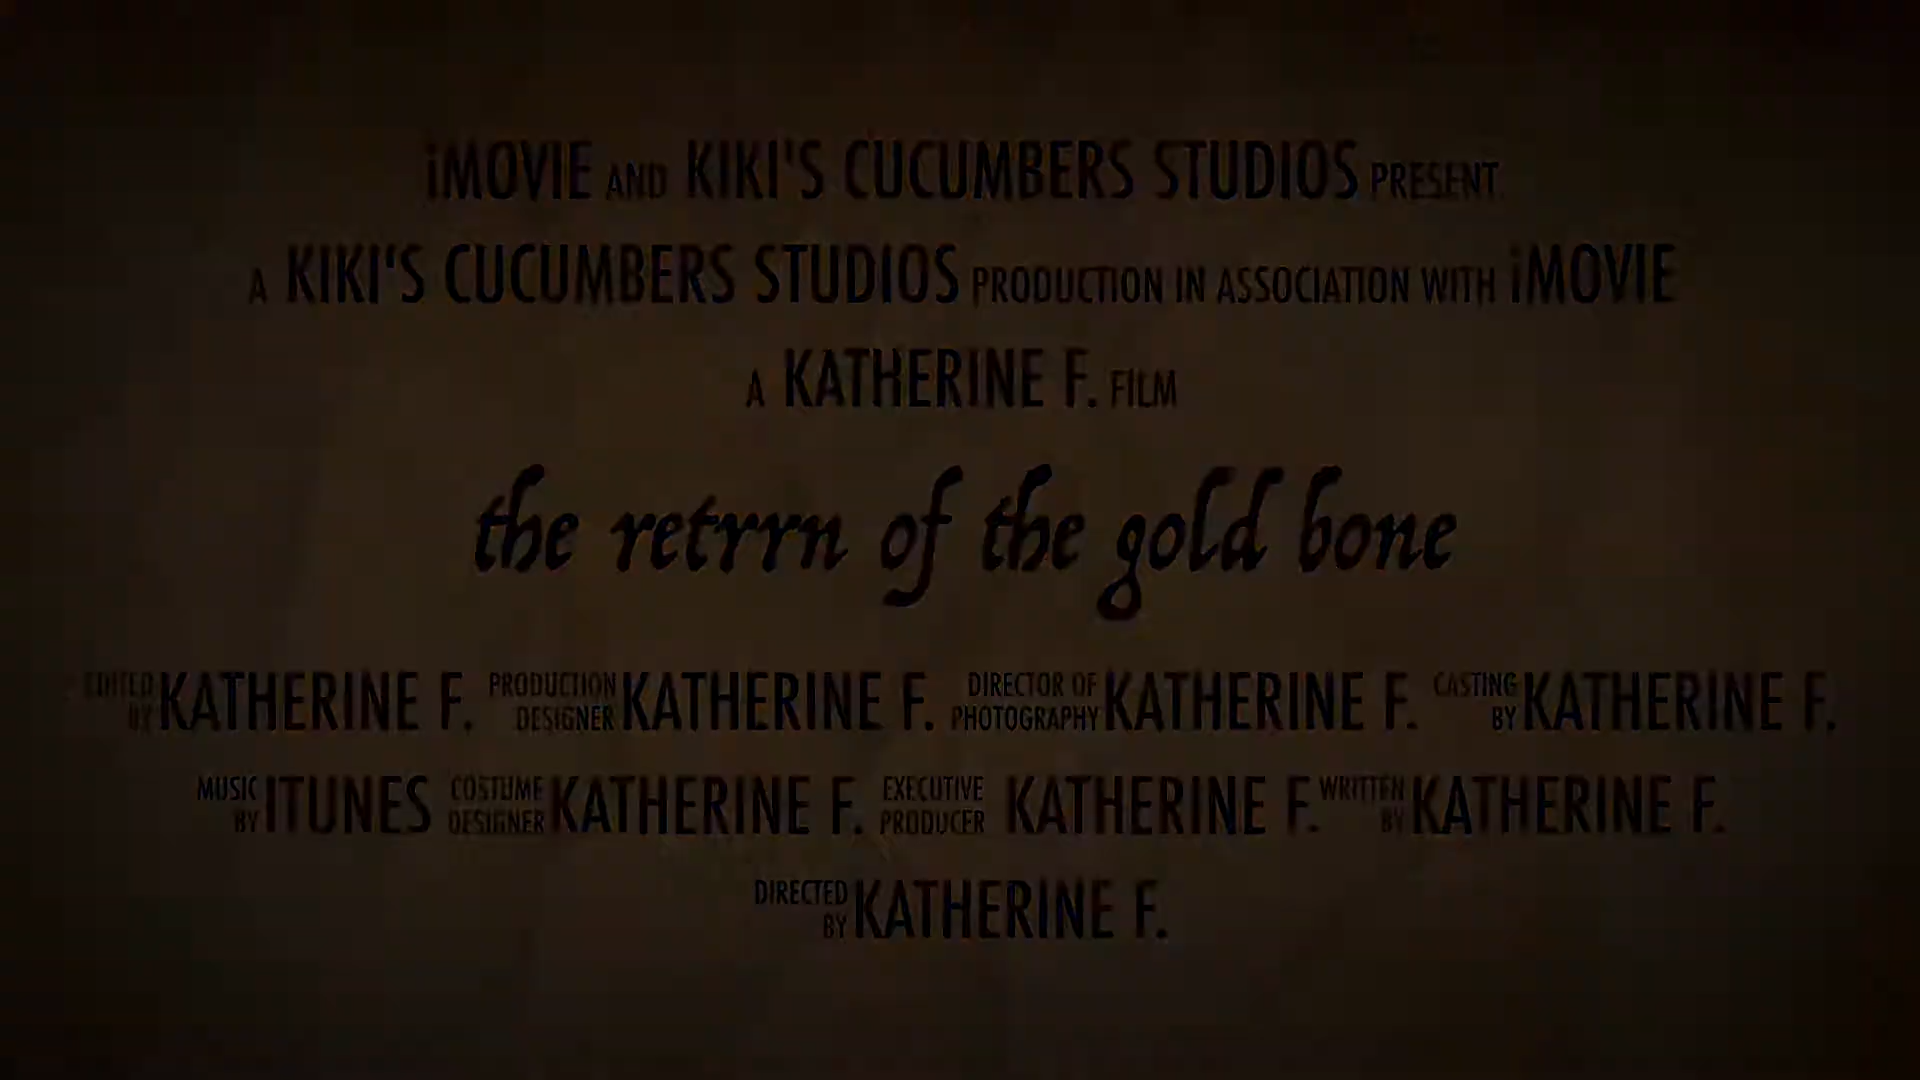 iMOVIE AND KIKI'S CUCUMBERS STUDIOS PRESENT
A KIKI'S CUCUMBERS STUDIOS PRODUCTION IN ASSOCIATION WITH iMOVIE
A KATHERINE F. FILM
the retrrn of the gold bone
EDITED BY KATHERINE F. PRODUCTION DESIGNER KATHERINE F. DIRECTOR OF PHOTOGRAPHY KATHERINE F. CASTING BY KATHERINE F.
MUSIC BY ITUNES COSTUME DESIGNER KATHERINE F. EXECUTIVE PRODUCER KATHERINE F. WRITTEN BY KATHERINE F.
DIRECTED BY KATHERINE F.